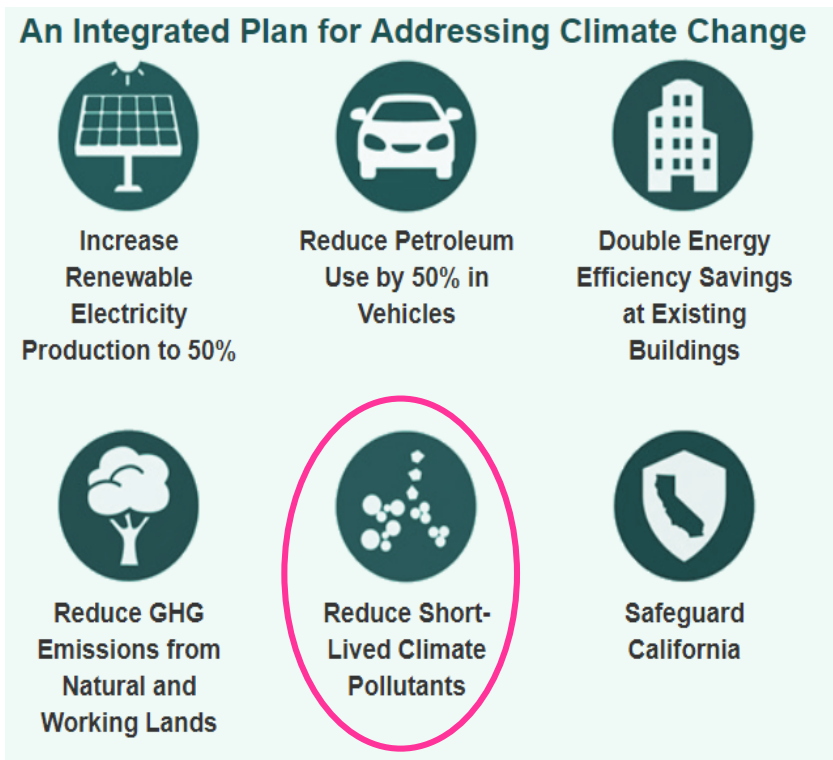 An Integrated Plan for Addressing Climate Change
Increase
Renewable
Electricity
Production to 50%
Reduce Petroleum
Use by 50% in
Vehicles
Double Energy
Efficiency Savings
at Existing
Buildings
Reduce GHG
Emissions from
Natural and
Working Lands
Reduce Short-
Lived Climate
Pollutants
Safeguard
California